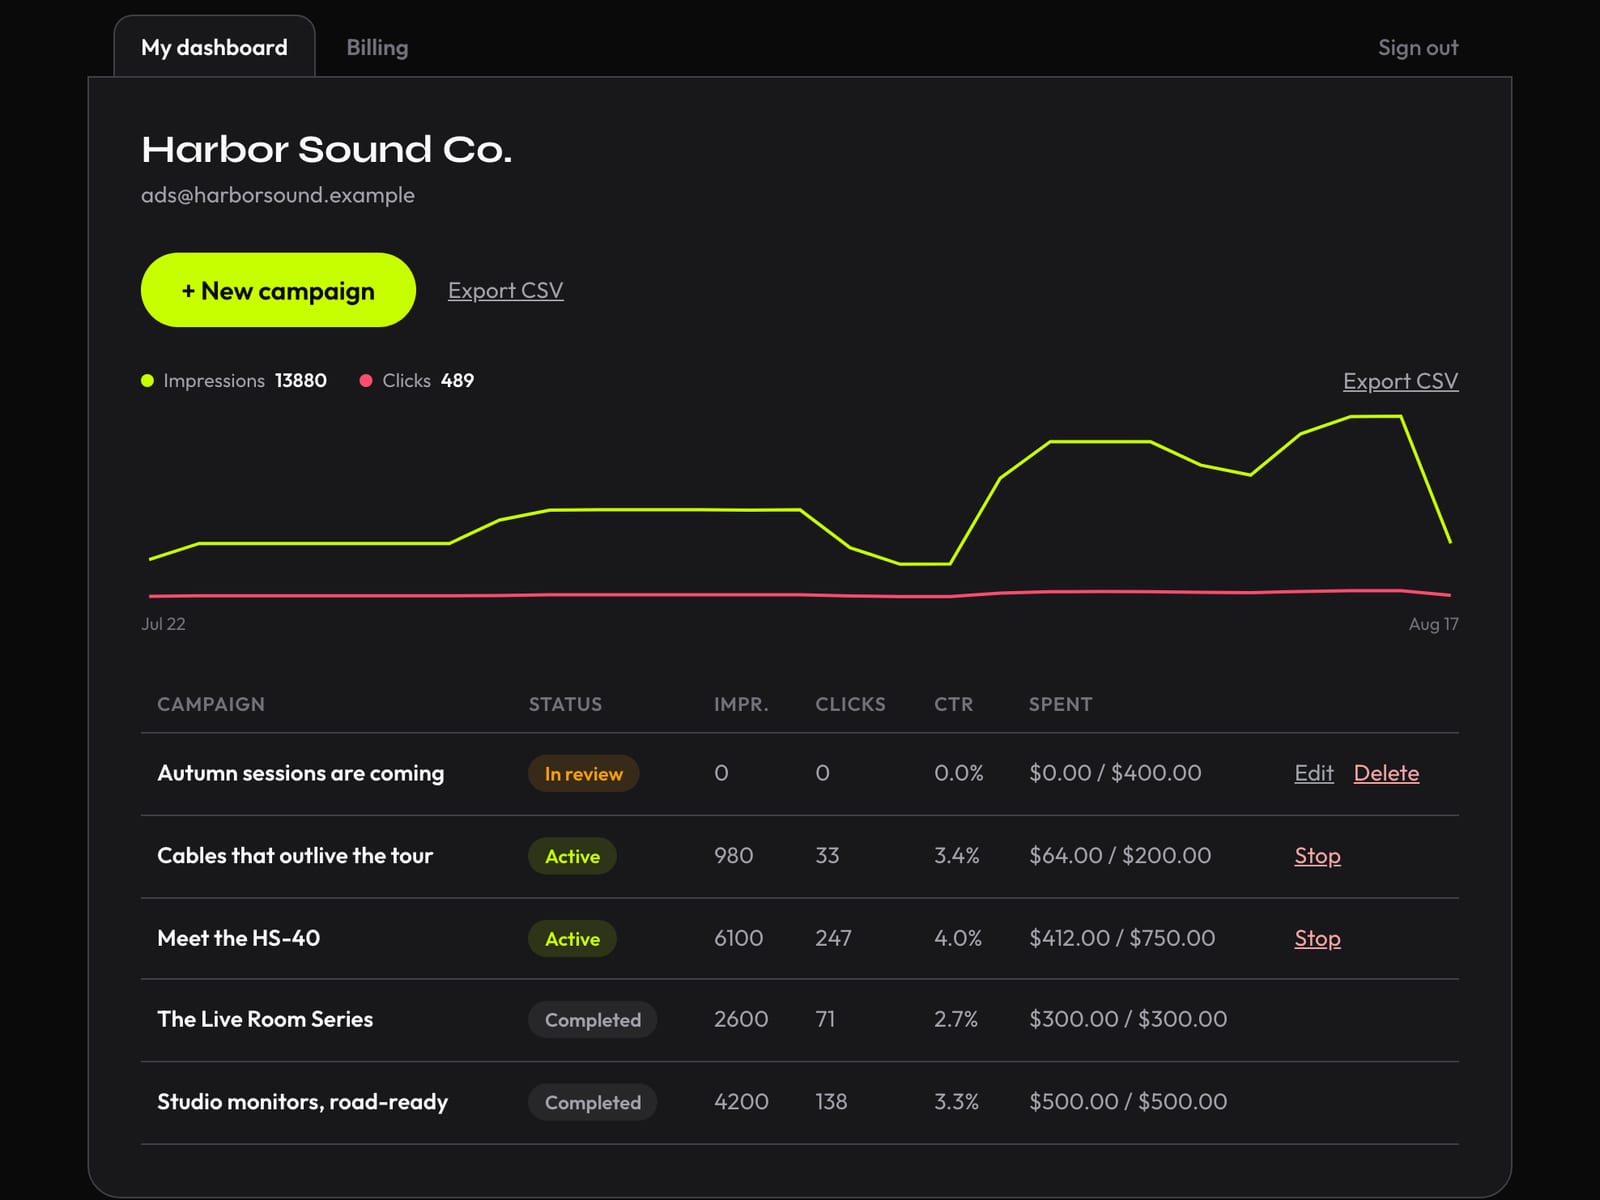 My dashboard Billing Sign out
Harbor Sound Co.
ads@harborsound.example
+ New campaign Export CSV
Impressions 13880 Clicks 489 Export CSV
Jul 22 Aug 17
CAMPAIGN STATUS IMPR. CLICKS CTR SPENT
Autumn sessions are coming In review 0 0 0.0% $0.00 / $400.00 Edit Delete
Cables that outlive the tour Active 980 33 3.4% $64.00 / $200.00 Stop
Meet the HS-40 Active 6100 247 4.0% $412.00 / $750.00 Stop
The Live Room Series Completed 2600 71 2.7% $300.00 / $300.00
Studio monitors, road-ready Completed 4200 138 3.3% $500.00 / $500.00